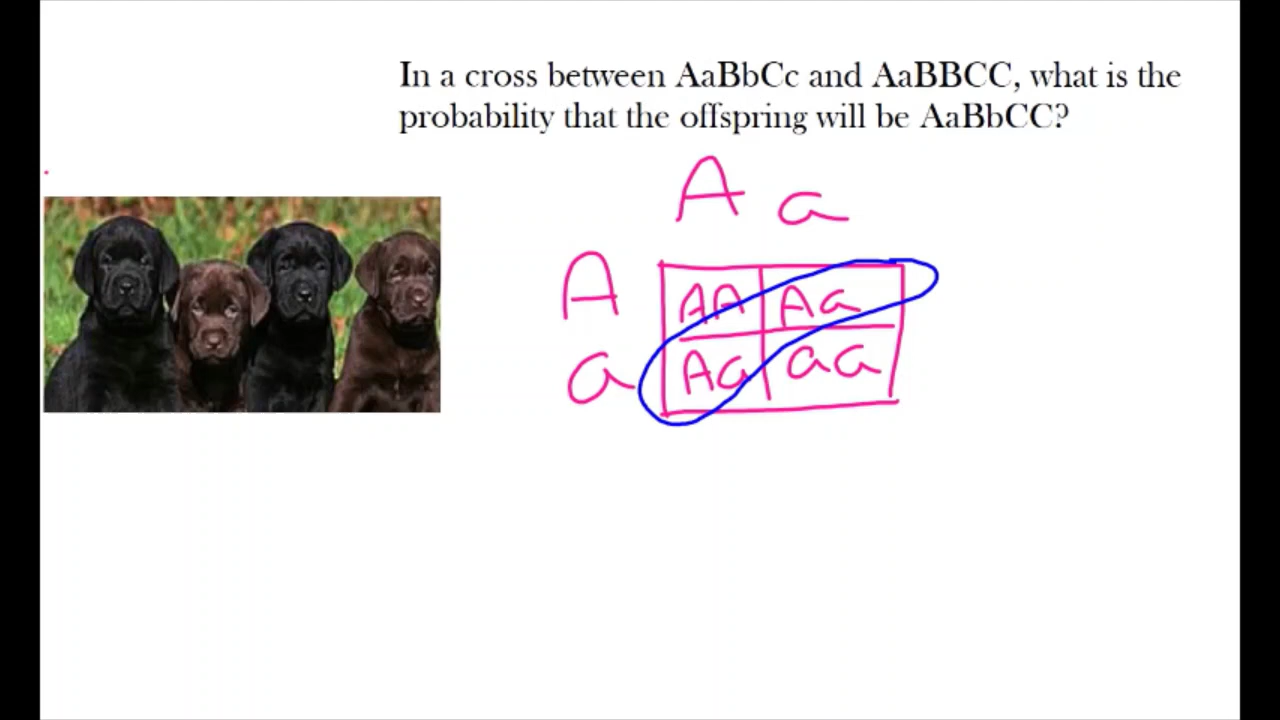 In a cross between AaBbCc and AaBBCC, what is the
probability that the offspring will be AaBbCC?
A a
A AA Aa
a Aa aa